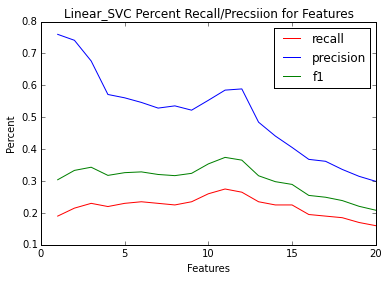 Linear_SVC Percent Recall/Precsiion for Features
recall
precision
f1
0.8
0.7
0.6
0.5
0.4
0.3
0.2
0.1
Percent
0 5 10 15 20
Features